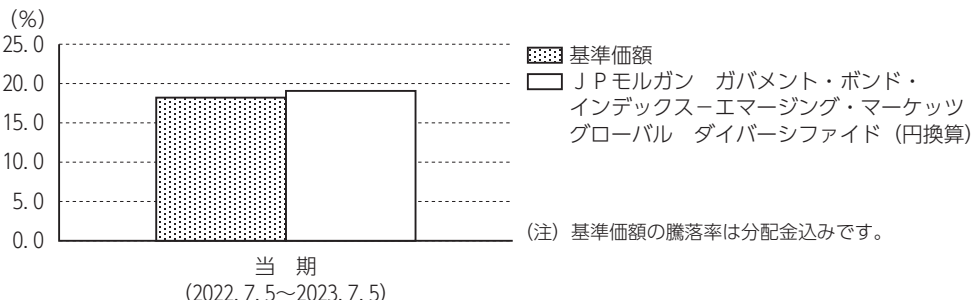 (%)
25.0
20.0
15.0
10.0
5.0
0.0
当 期
(2022.7.5～2023.7.5)
基準価額
ＪＰモルガン ガバメント・ボンド・
インデックス－エマージング・マーケッツ
グローバル ダイバーシファイド（円換算）
（注）基準価額の騰落率は分配金込みです。